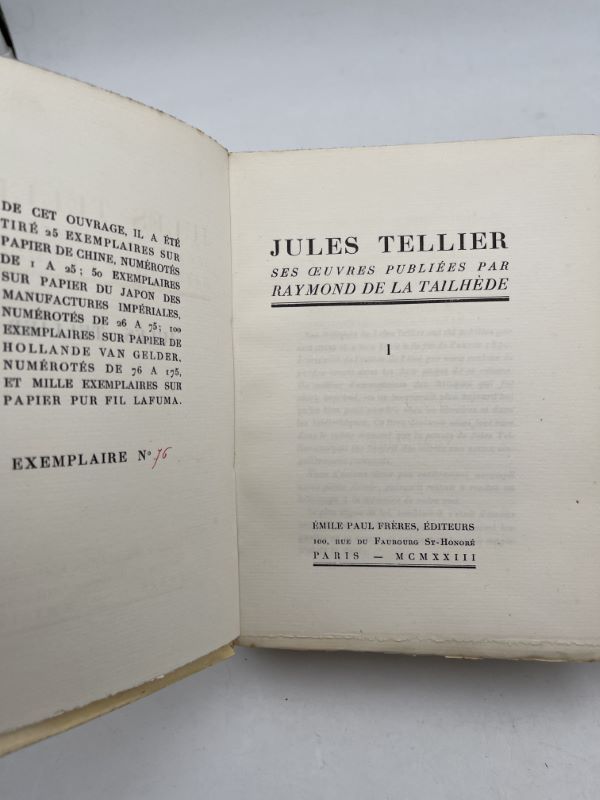 DE CET OUVRAGE, IL A ÉTÉ
TIRÉ 25 EXEMPLAIRES SUR
PAPIER DE CHINE, NUMÉROTÉS
DE 1 A 25; 50 EXEMPLAIRES
SUR PAPIER DU JAPON DES
MANUFACTURES IMPÉRIALES,
NUMÉROTÉS DE 26 A 75; 100
EXEMPLAIRES SUR PAPIER DE
HOLLANDE VAN GELDER,
NUMÉROTÉS DE 76 A 175,
ET MILLE EXEMPLAIRES SUR
PAPIER PUR FIL LAFUMA.
EXEMPLAIRE Nº 76
JULES TELLIER
SES ŒUVRES PUBLIÉES PAR
RAYMOND DE LA TAILHÈDE
I
ÉMILE PAUL FRÈRES, ÉDITEURS
100, RUE DU FAUBOURG ST-HONORÉ
PARIS — MCMXXIII